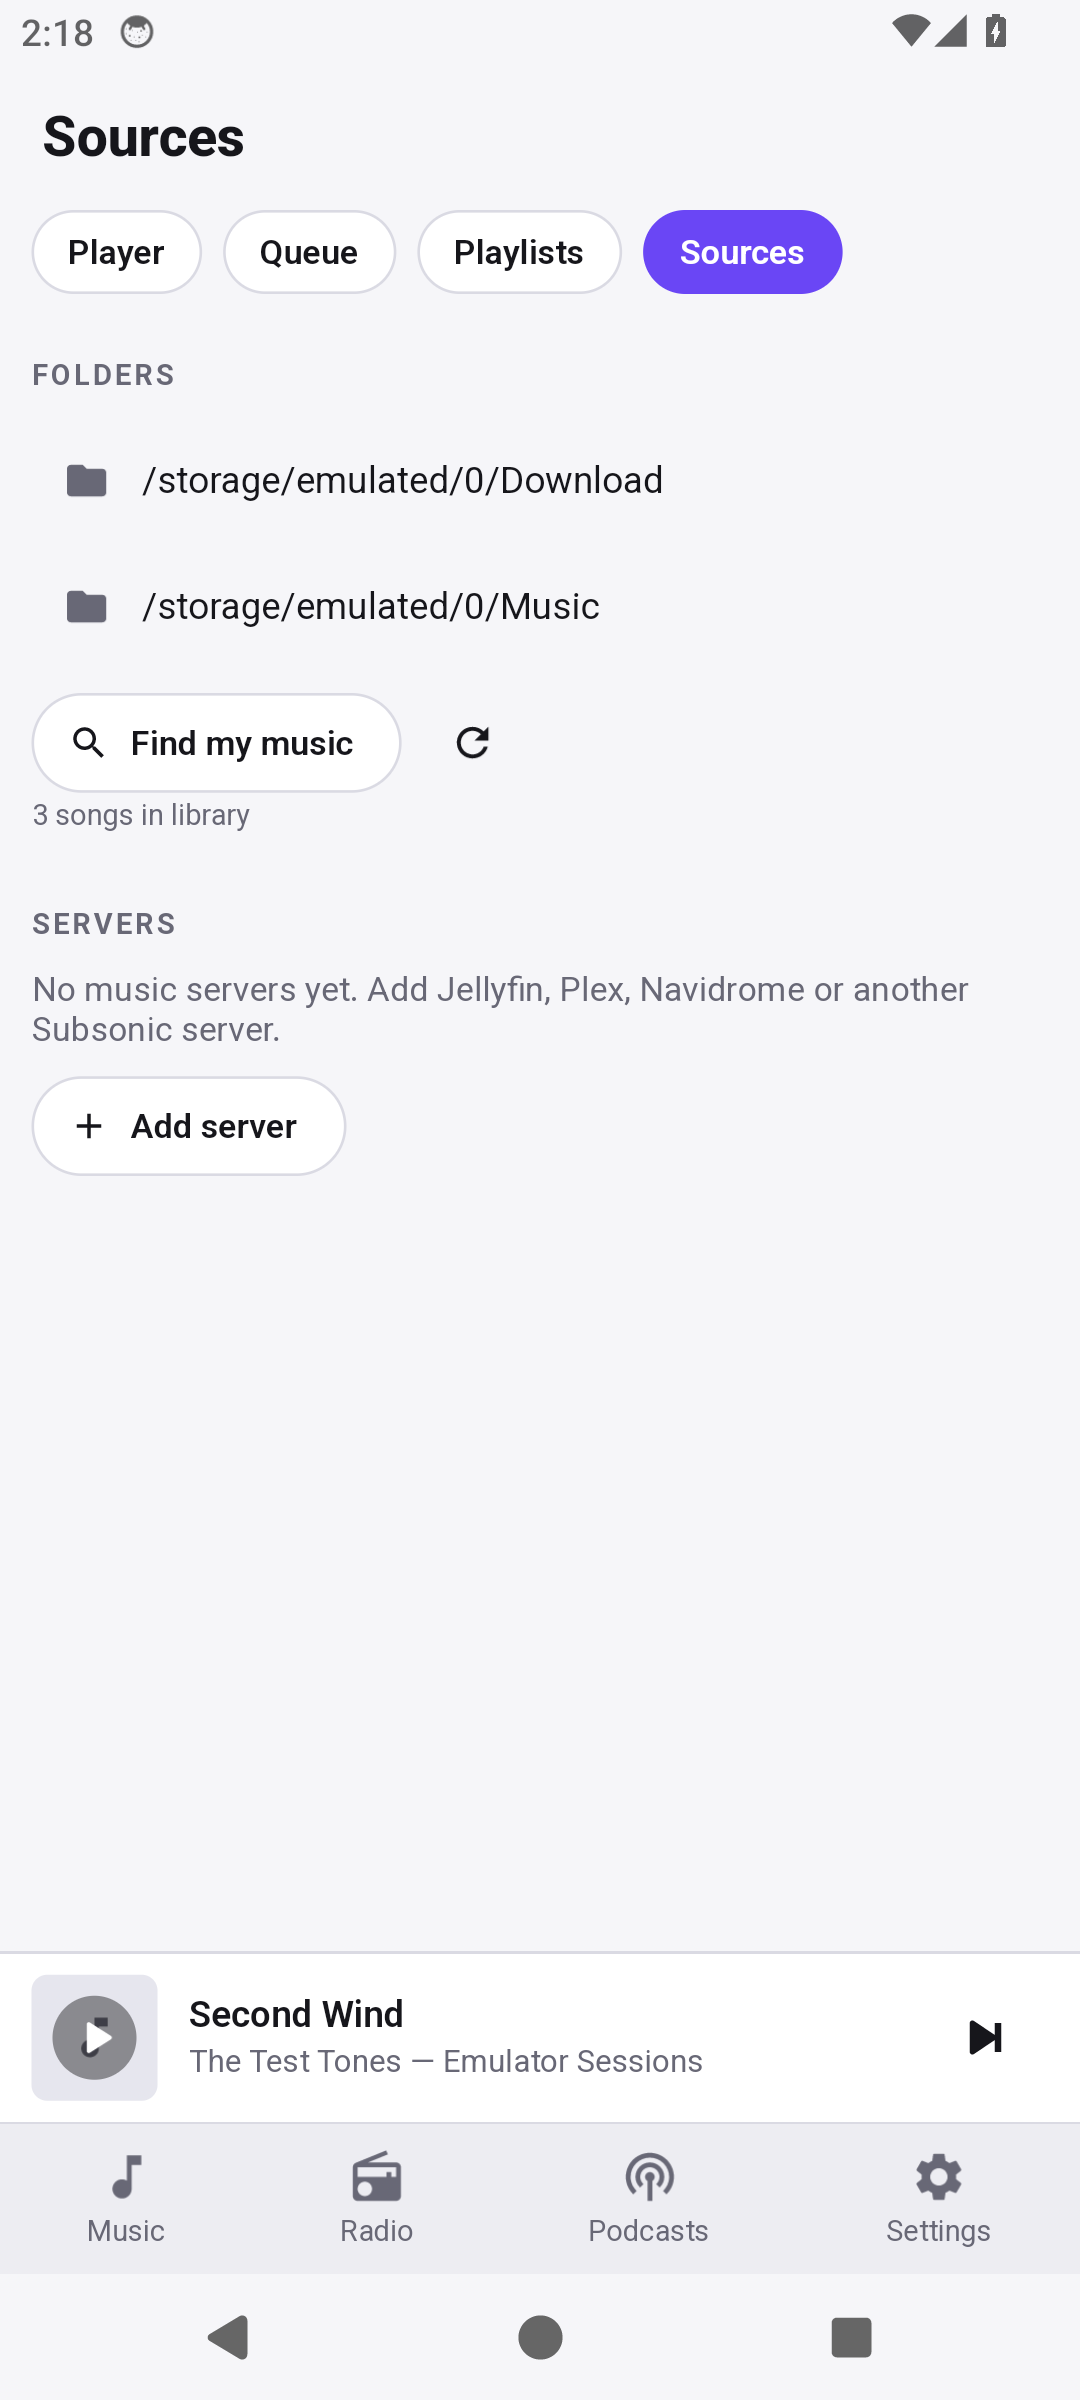 2:18
Sources
Player Queue Playlists Sources
FOLDERS
/storage/emulated/0/Download
/storage/emulated/0/Music
Find my music
3 songs in library
SERVERS
No music servers yet. Add Jellyfin, Plex, Navidrome or another
Subsonic server.
Add server
Second Wind
The Test Tones — Emulator Sessions
Music Radio Podcasts Settings